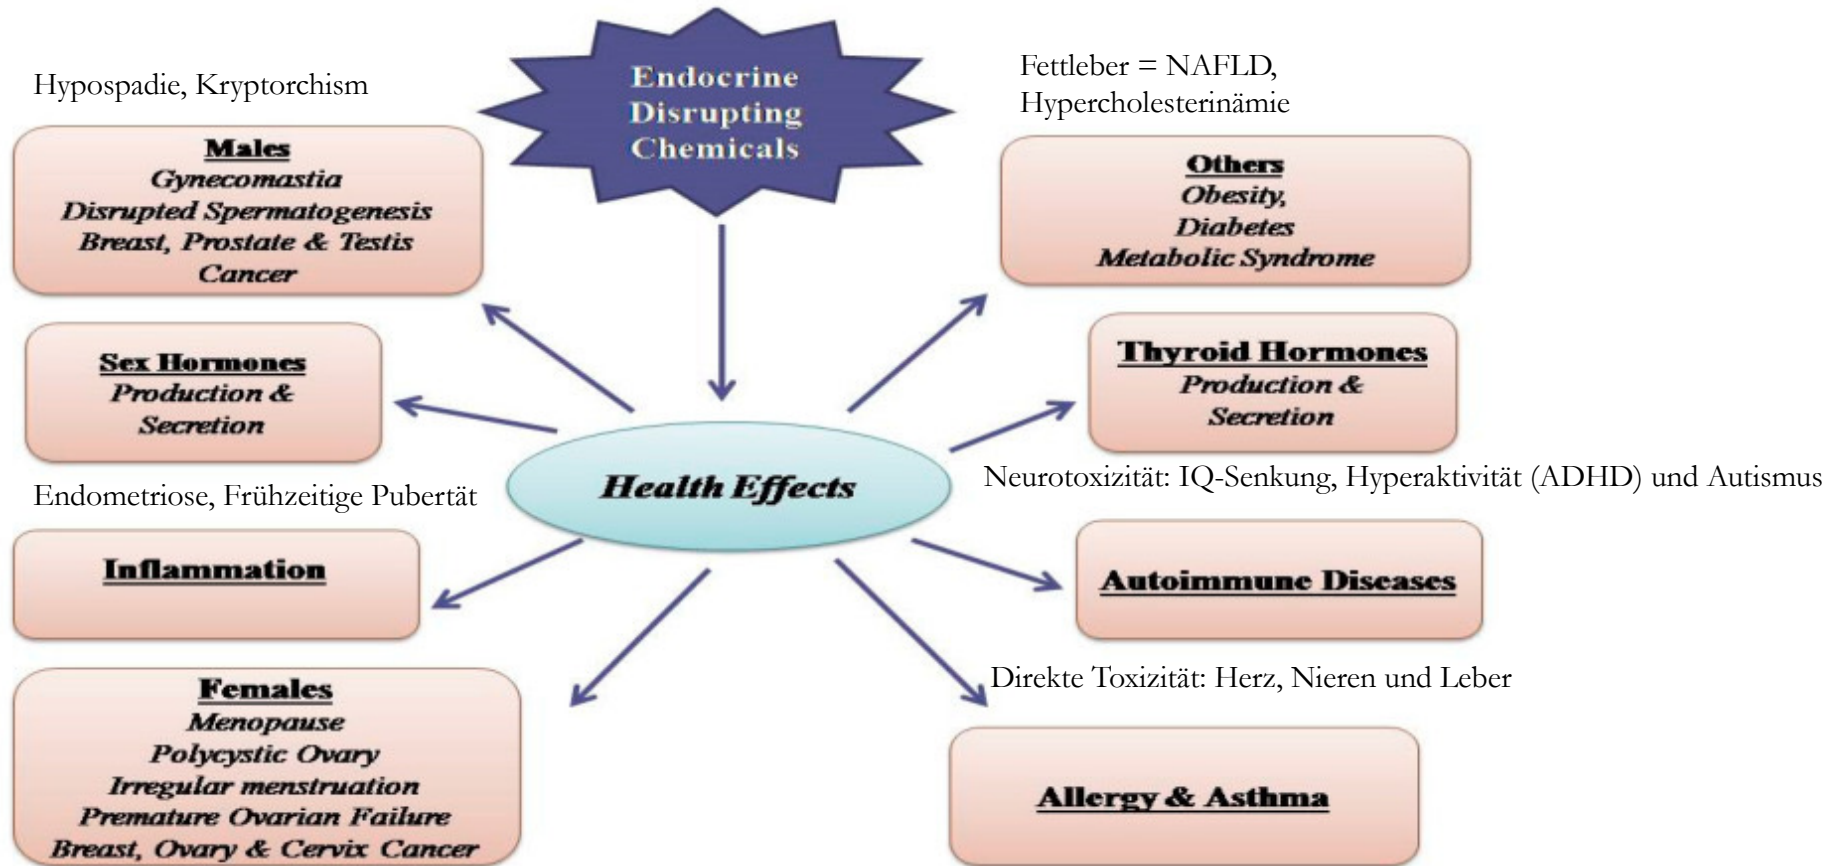 Endocrine
Disrupting
Chemicals
Hypospadie, Kryptorchism
Males
Gynecomastia
Disrupted Spermatogenesis
Breast, Prostate & Testis
Cancer
Sex Hormones
Production &
Secretion
Endometriose, Frühzeitige Pubertät
Inflammation
Females
Menopause
Polycystic Ovary
Irregular menstruation
Premature Ovarian Failure
Breast, Ovary & Cervix Cancer
Health Effects
Fettleber = NAFLD,
Hypercholesterinämie
Others
Obesity,
Diabetes
Metabolic Syndrome
Thyroid Hormones
Production &
Secretion
Neurotoxizität: IQ-Senkung, Hyperaktivität (ADHD) und Autismus
Autoimmune Diseases
Direkte Toxizität: Herz, Nieren und Leber
Allergy & Asthma